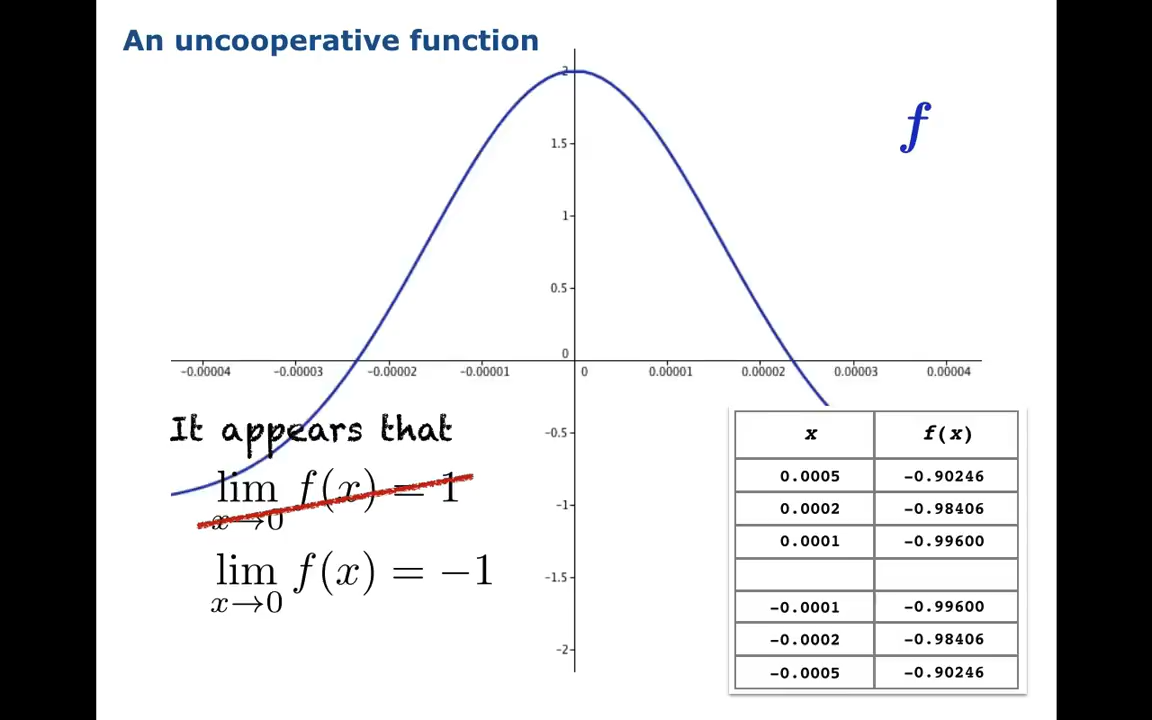 An uncooperative function
f
2
1.5
1
0.5
0
-0.00004 -0.00003 -0.00002 -0.00001 0 0.00001 0.00002 0.00003 0.00004
-0.5
-1
-1.5
-2
It appears that
lim f(x) = 1
x→0
lim f(x) = −1
x→0
x f(x)
0.0005 -0.90246
0.0002 -0.98406
0.0001 -0.99600
-0.0001 -0.99600
-0.0002 -0.98406
-0.0005 -0.90246